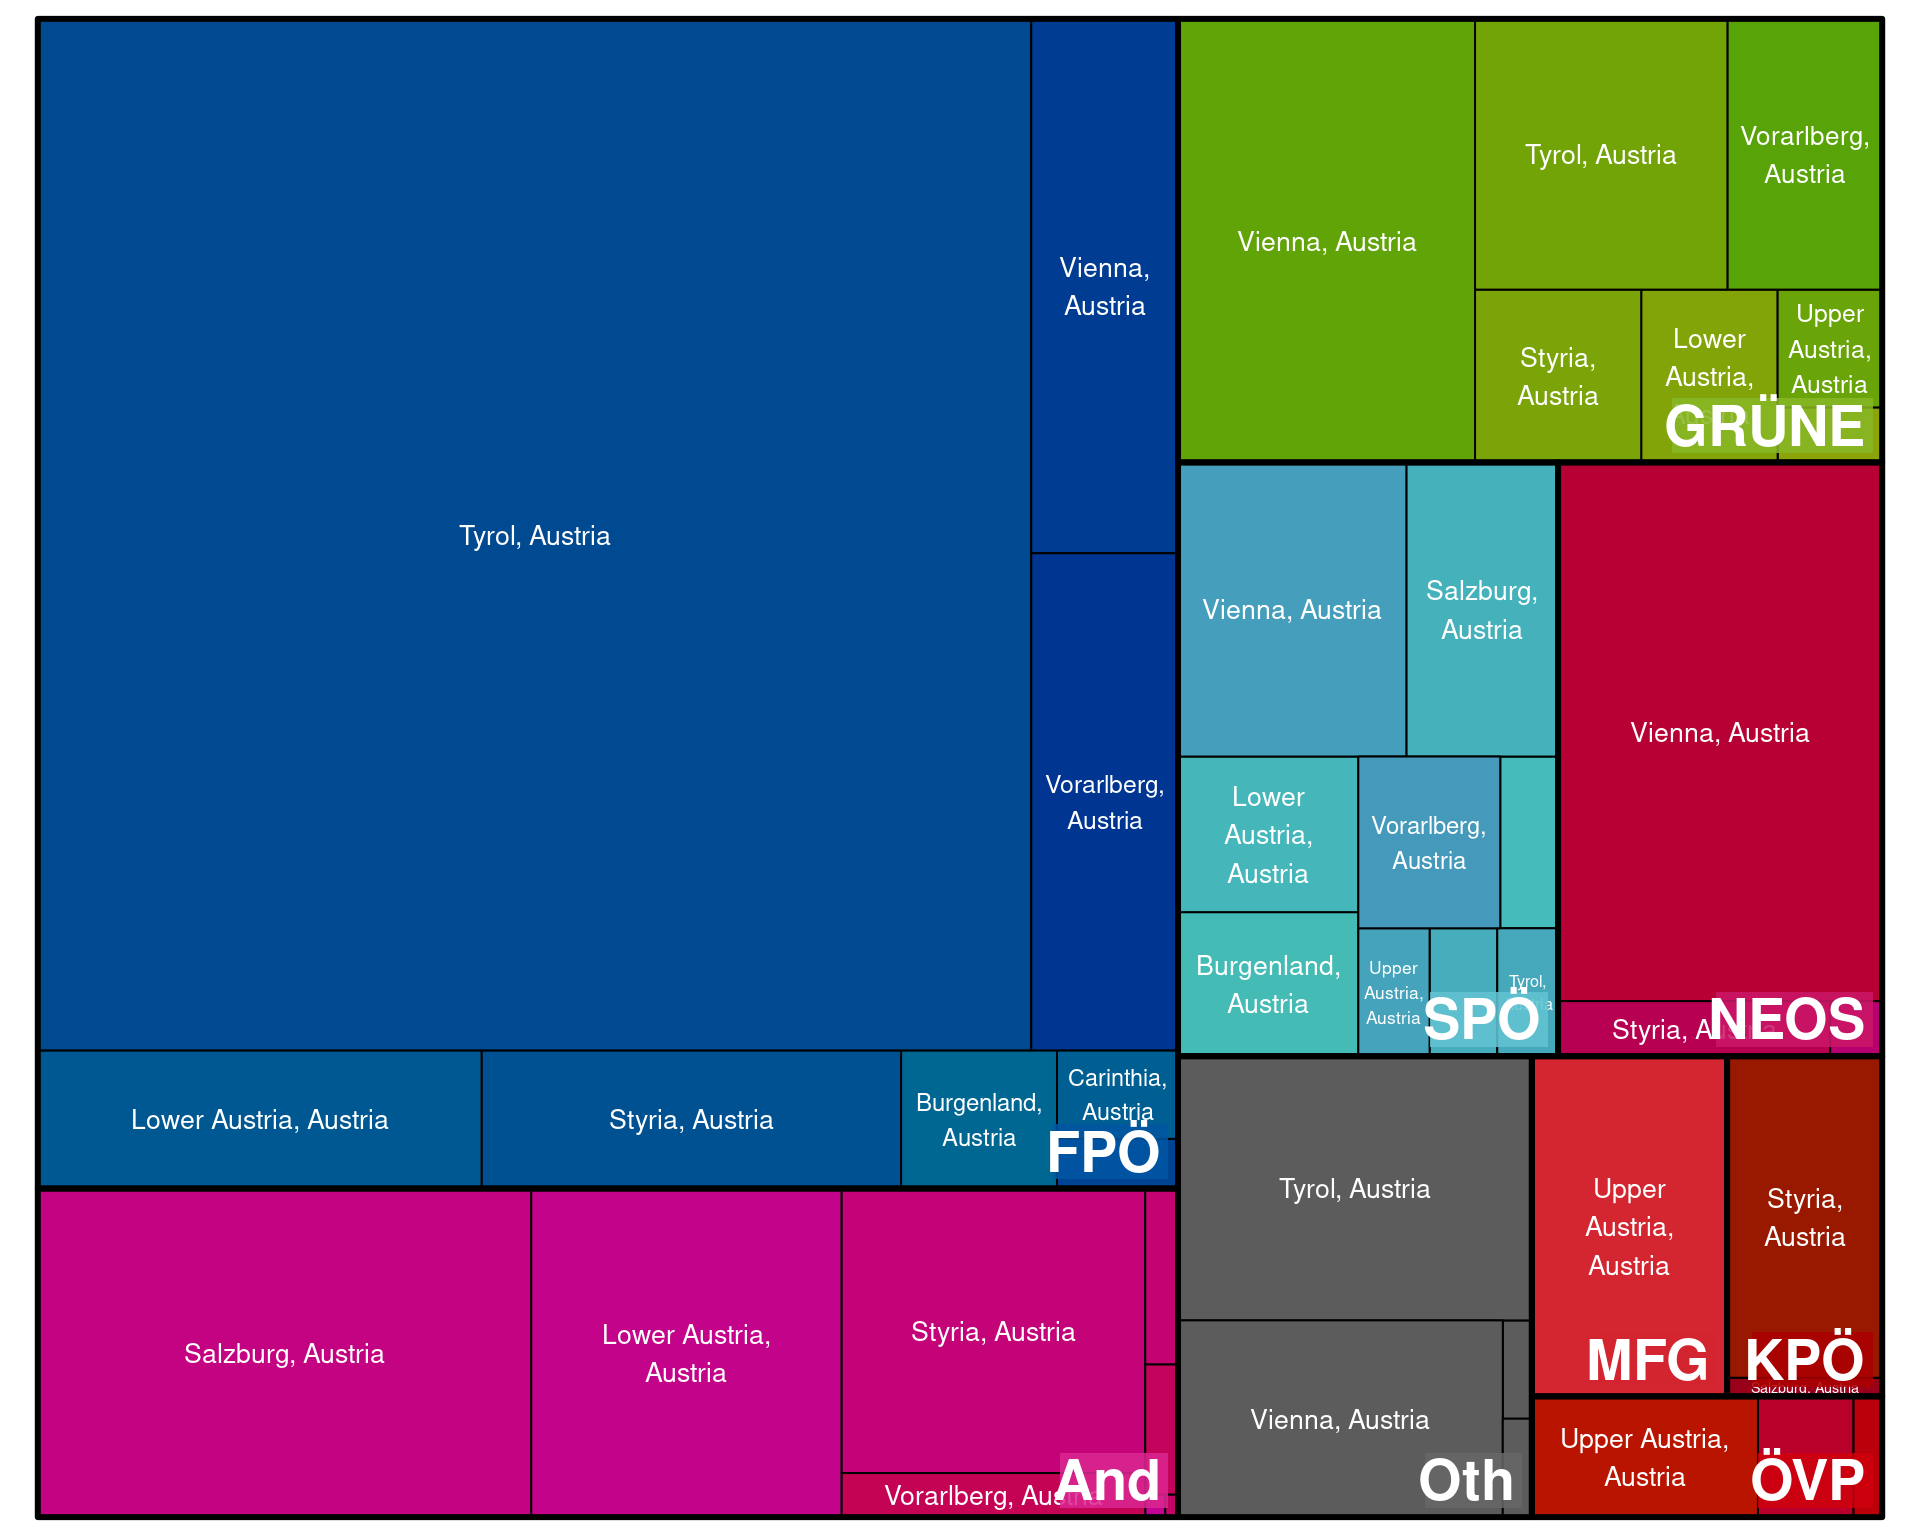 Tyrol, Austria
Vienna,
Austria
Vorarlberg,
Austria
Lower Austria, Austria
Styria, Austria
Burgenland,
Austria
Carinthia,
Austria
FPÖ
Salzburg, Austria
Lower Austria,
Austria
Styria, Austria
Vorarlberg, Austria
And
Vienna, Austria
Tyrol, Austria
Vorarlberg,
Austria
Styria,
Austria
Lower
Austria,
Upper
Austria,
Austria
GRÜNE
Vienna, Austria
Salzburg,
Austria
Lower
Austria,
Austria
Vorarlberg,
Austria
Burgenland,
Austria
Upper
Austria,
Austria
Tyrol,
Austria
SPÖ
Vienna, Austria
Styria, Austria
NEOS
Tyrol, Austria
Vienna, Austria
Oth
Upper
Austria,
Austria
MFG
Styria,
Austria
Salzburg, Austria
KPÖ
Upper Austria,
Austria
ÖVP